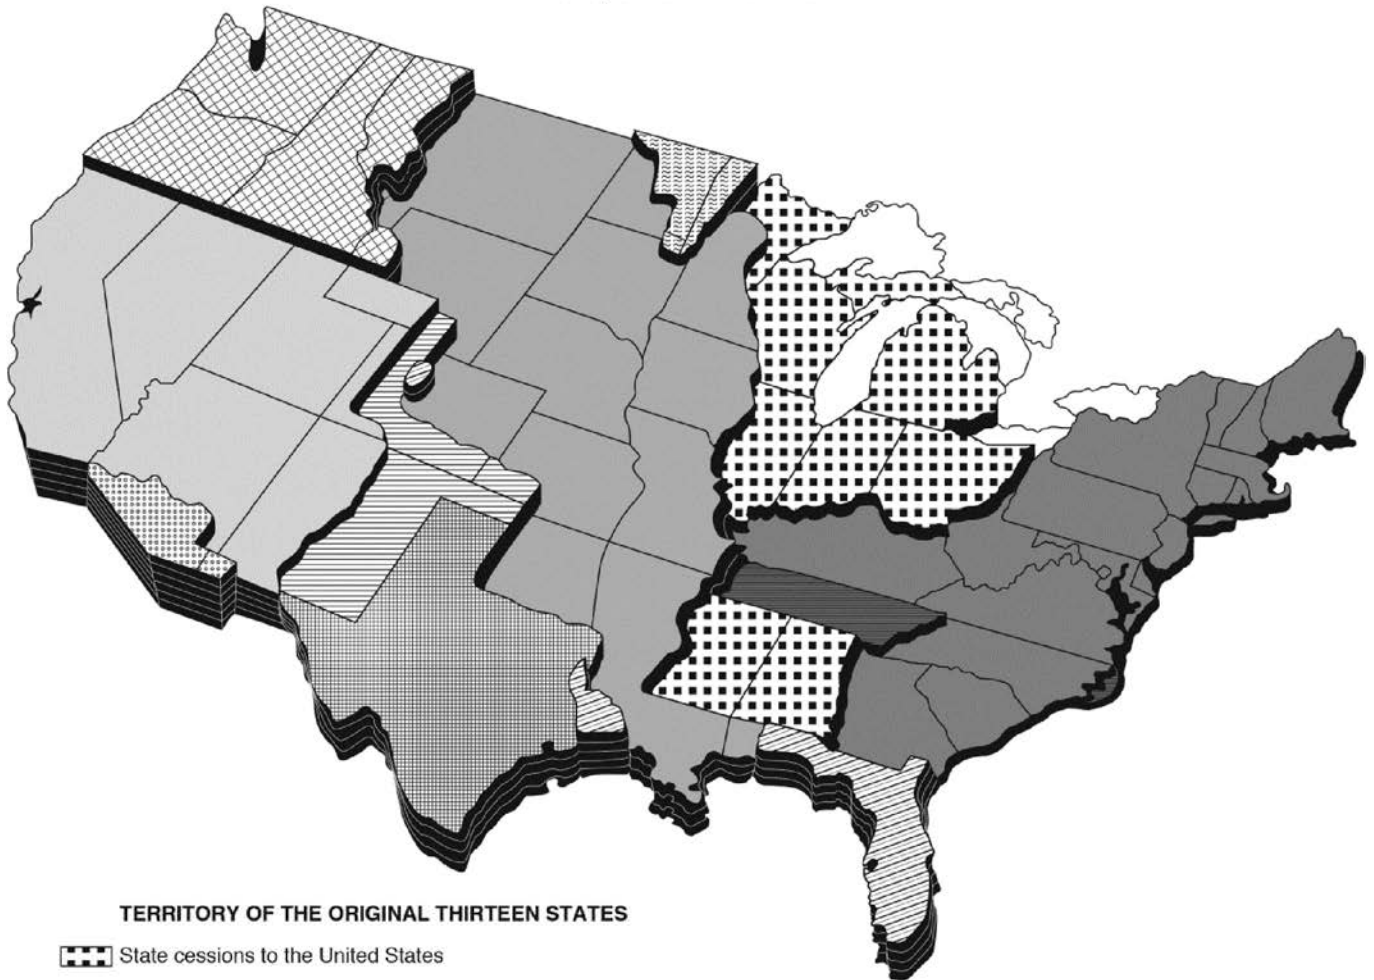 TERRITORY OF THE ORIGINAL THIRTEEN STATES
State cessions to the United States